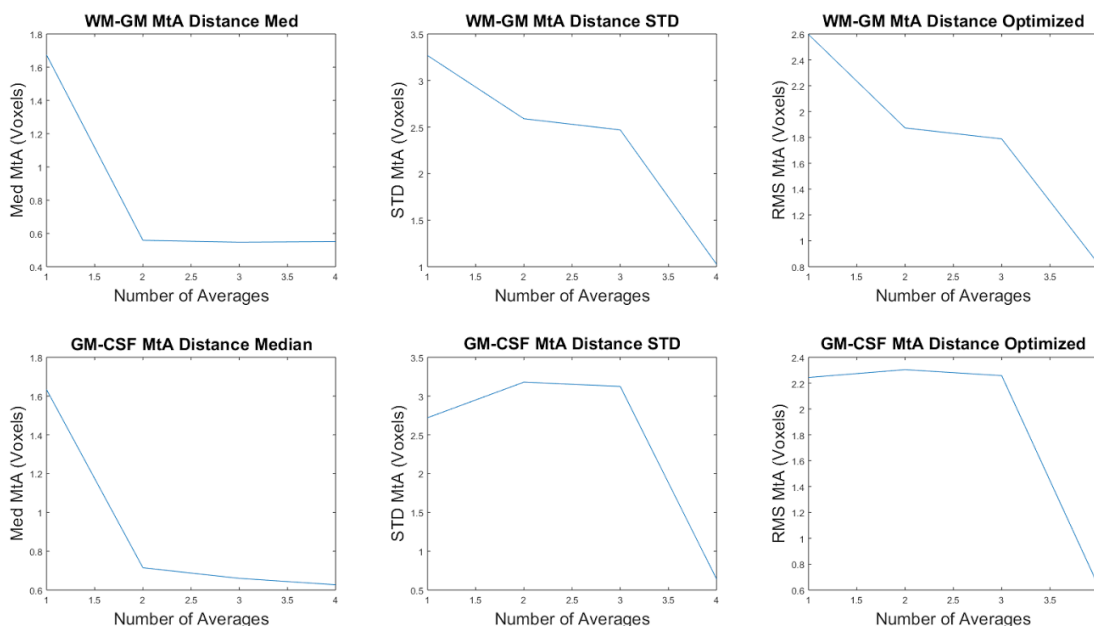 WM-GM MtA Distance Med
1.8
1.6
1.4
1.2
1
0.8
0.6
0.4
Med MtA (Voxels)
1 1.5 2 2.5 3 3.5 4
Number of Averages
WM-GM MtA Distance STD
3.5
3
2.5
2
1.5
1
STD MtA (Voxels)
1 1.5 2 2.5 3 3.5 4
Number of Averages
WM-GM MtA Distance Optimized
2.6
2.4
2.2
2
1.8
1.6
1.4
1.2
1
0.8
RMS MtA (Voxels)
1 1.5 2 2.5 3 3.5
Number of Averages
GM-CSF MtA Distance Median
1.8
1.6
1.4
1.2
1
0.8
0.6
Med MtA (Voxels)
1 1.5 2 2.5 3 3.5 4
Number of Averages
GM-CSF MtA Distance STD
3.5
3
2.5
2
1.5
1
0.5
STD MtA (Voxels)
1 1.5 2 2.5 3 3.5 4
Number of Averages
GM-CSF MtA Distance Optimized
2.4
2.2
2
1.8
1.6
1.4
1.2
1
0.8
0.6
RMS MtA (Voxels)
1 1.5 2 2.5 3 3.5
Number of Averages